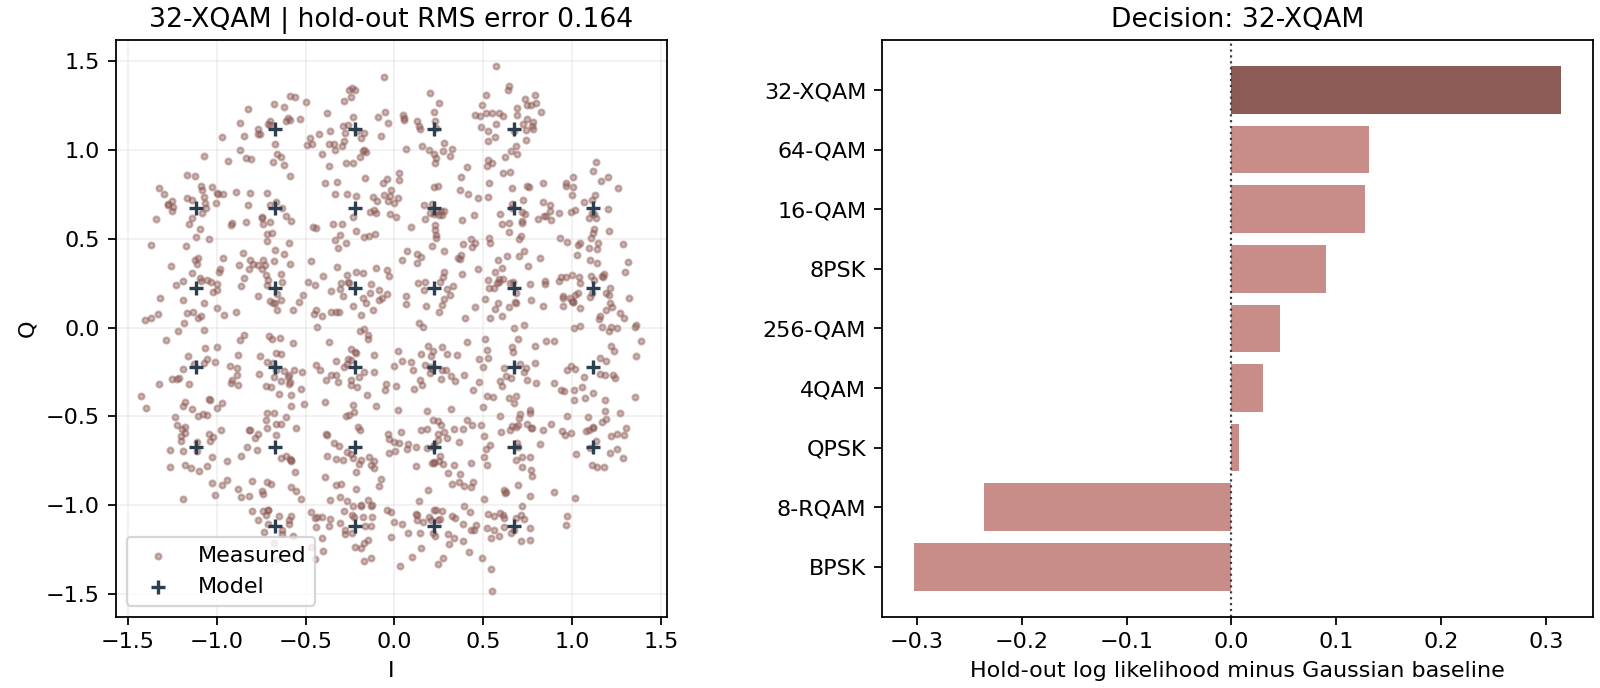 32-XQAM | hold-out RMS error 0.164
1.5
1.0
0.5
0.0
−0.5
−1.0
−1.5
Q
Measured
Model
−1.5
−1.0
−0.5
0.0
0.5
1.0
1.5
I
Decision: 32-XQAM
32-XQAM
64-QAM
16-QAM
8PSK
256-QAM
4QAM
QPSK
8-RQAM
BPSK
−0.3
−0.2
−0.1
0.0
0.1
0.2
0.3
Hold-out log likelihood minus Gaussian baseline